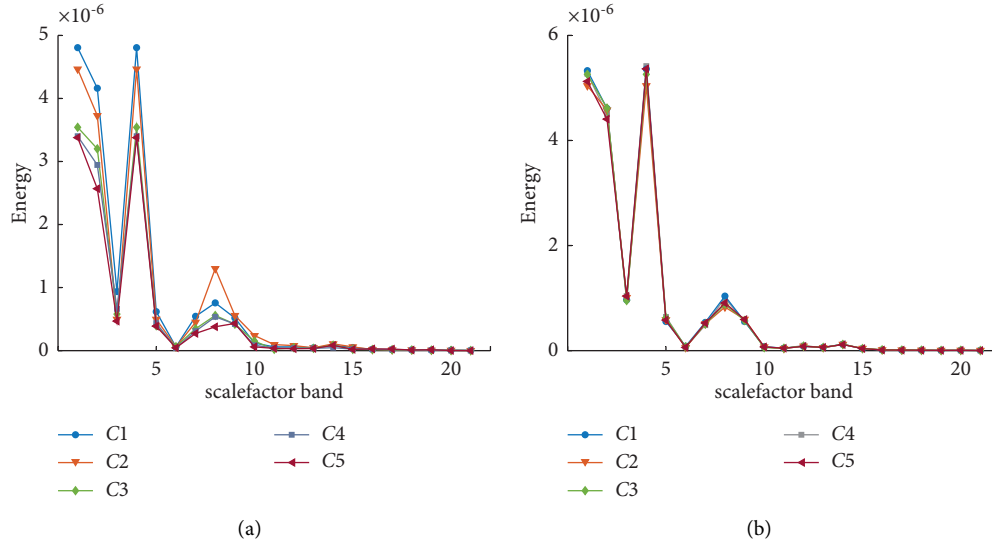 ×10-6
5
4
3
2
1
0
Energy
5
10
15
20
scalefactor band
C1
C2
C3
C4
C5
(a)
×10-6
6
4
2
0
Energy
5
10
15
20
scalefactor band
C1
C2
C3
C4
C5
(b)